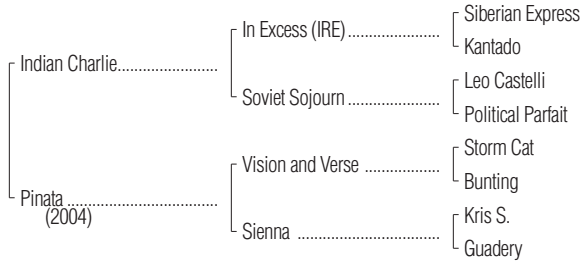 Siberian Express
In Excess (IRE)
Kantado
Indian Charlie
Leo Castelli
Soviet Sojourn
Political Parfait
Storm Cat
Vision and Verse
Bunting
Pinata
(2004)
Kris S.
Sienna
Guadery